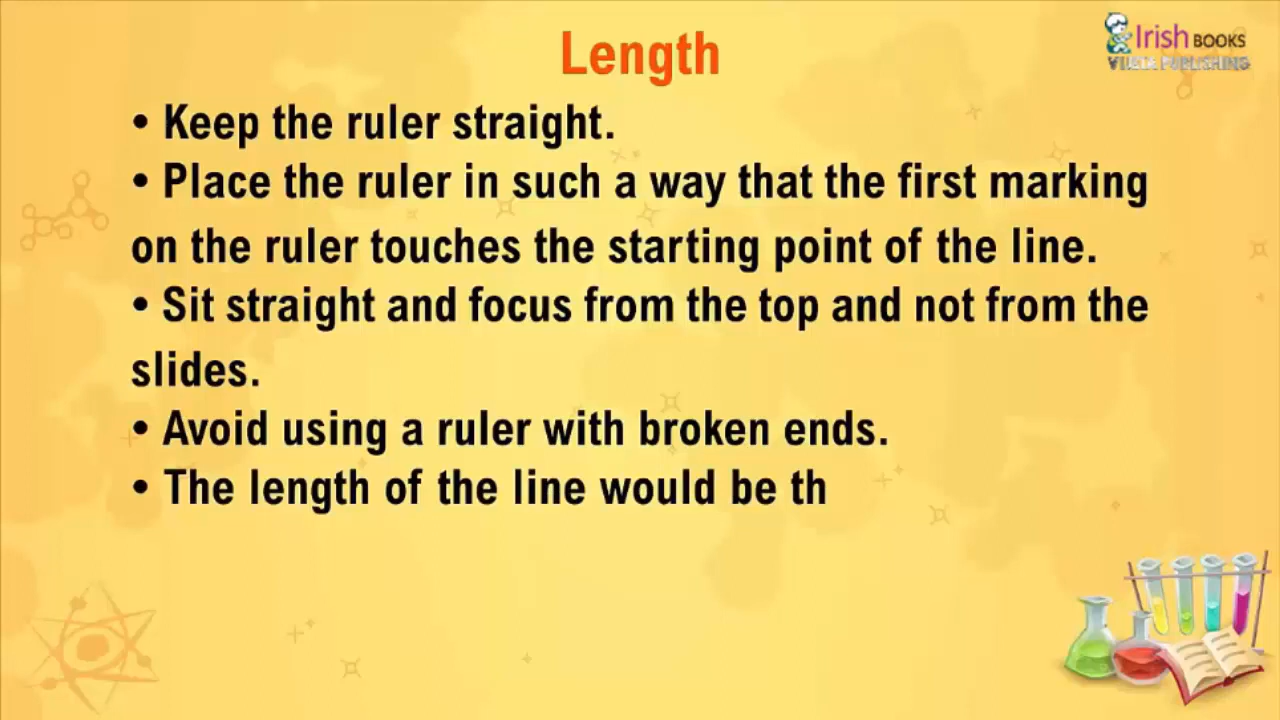 Length
Irish BOOKS
VIJAYA PUBLISHING
• Keep the ruler straight.
• Place the ruler in such a way that the first marking
on the ruler touches the starting point of the line.
• Sit straight and focus from the top and not from the
slides.
• Avoid using a ruler with broken ends.
• The length of the line would be th